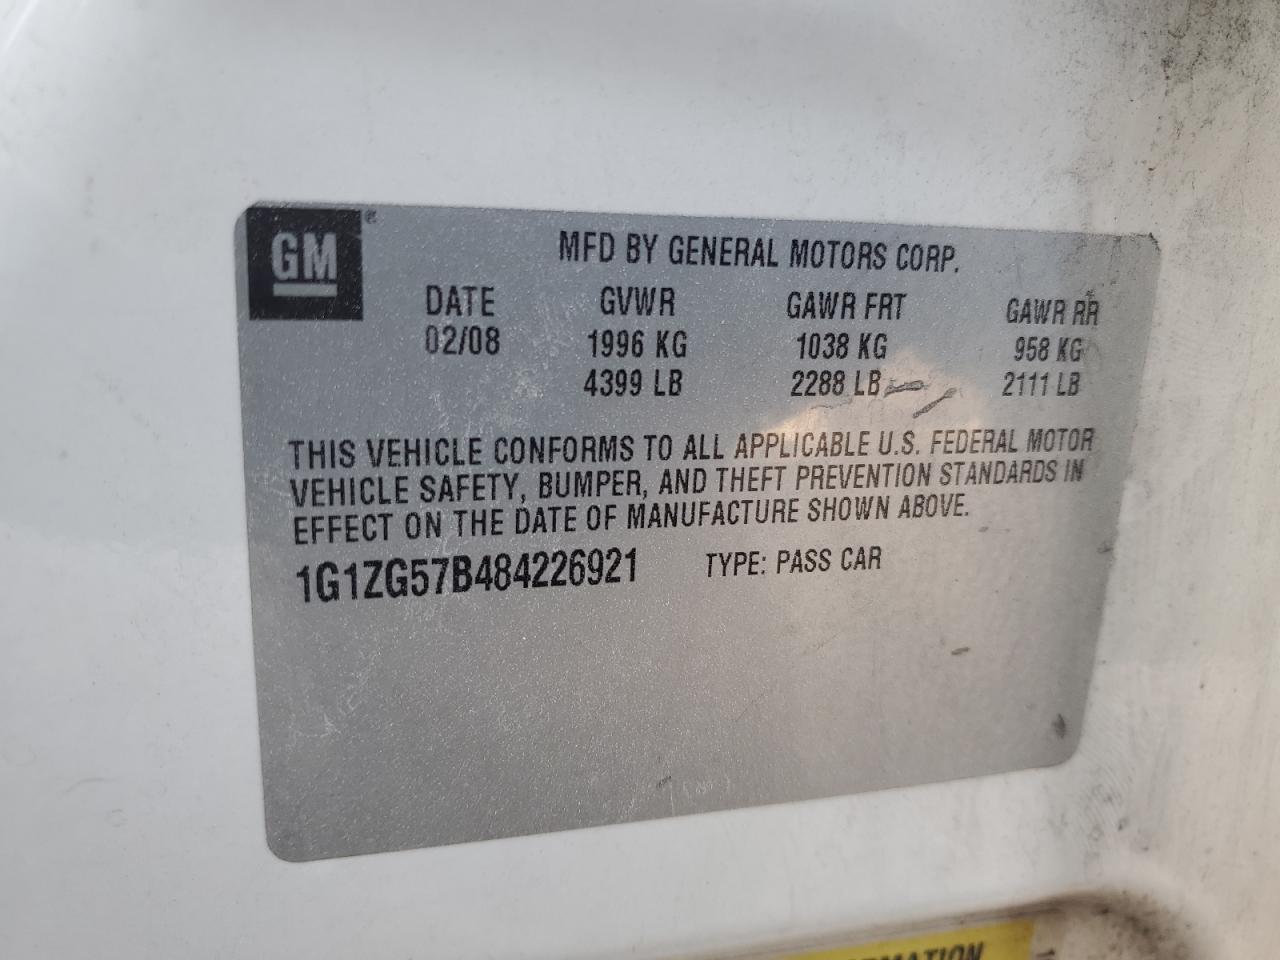 GM®
MFD BY GENERAL MOTORS CORP.
DATE GVWR GAWR FRT GAWR RR
02/08 1996 KG 1038 KG 958 KG
4399 LB 2288 LB 2111 LB
THIS VEHICLE CONFORMS TO ALL APPLICABLE U.S. FEDERAL MOTOR
VEHICLE SAFETY, BUMPER, AND THEFT PREVENTION STANDARDS IN
EFFECT ON THE DATE OF MANUFACTURE SHOWN ABOVE.
1G1ZG57B484226921 TYPE: PASS CAR